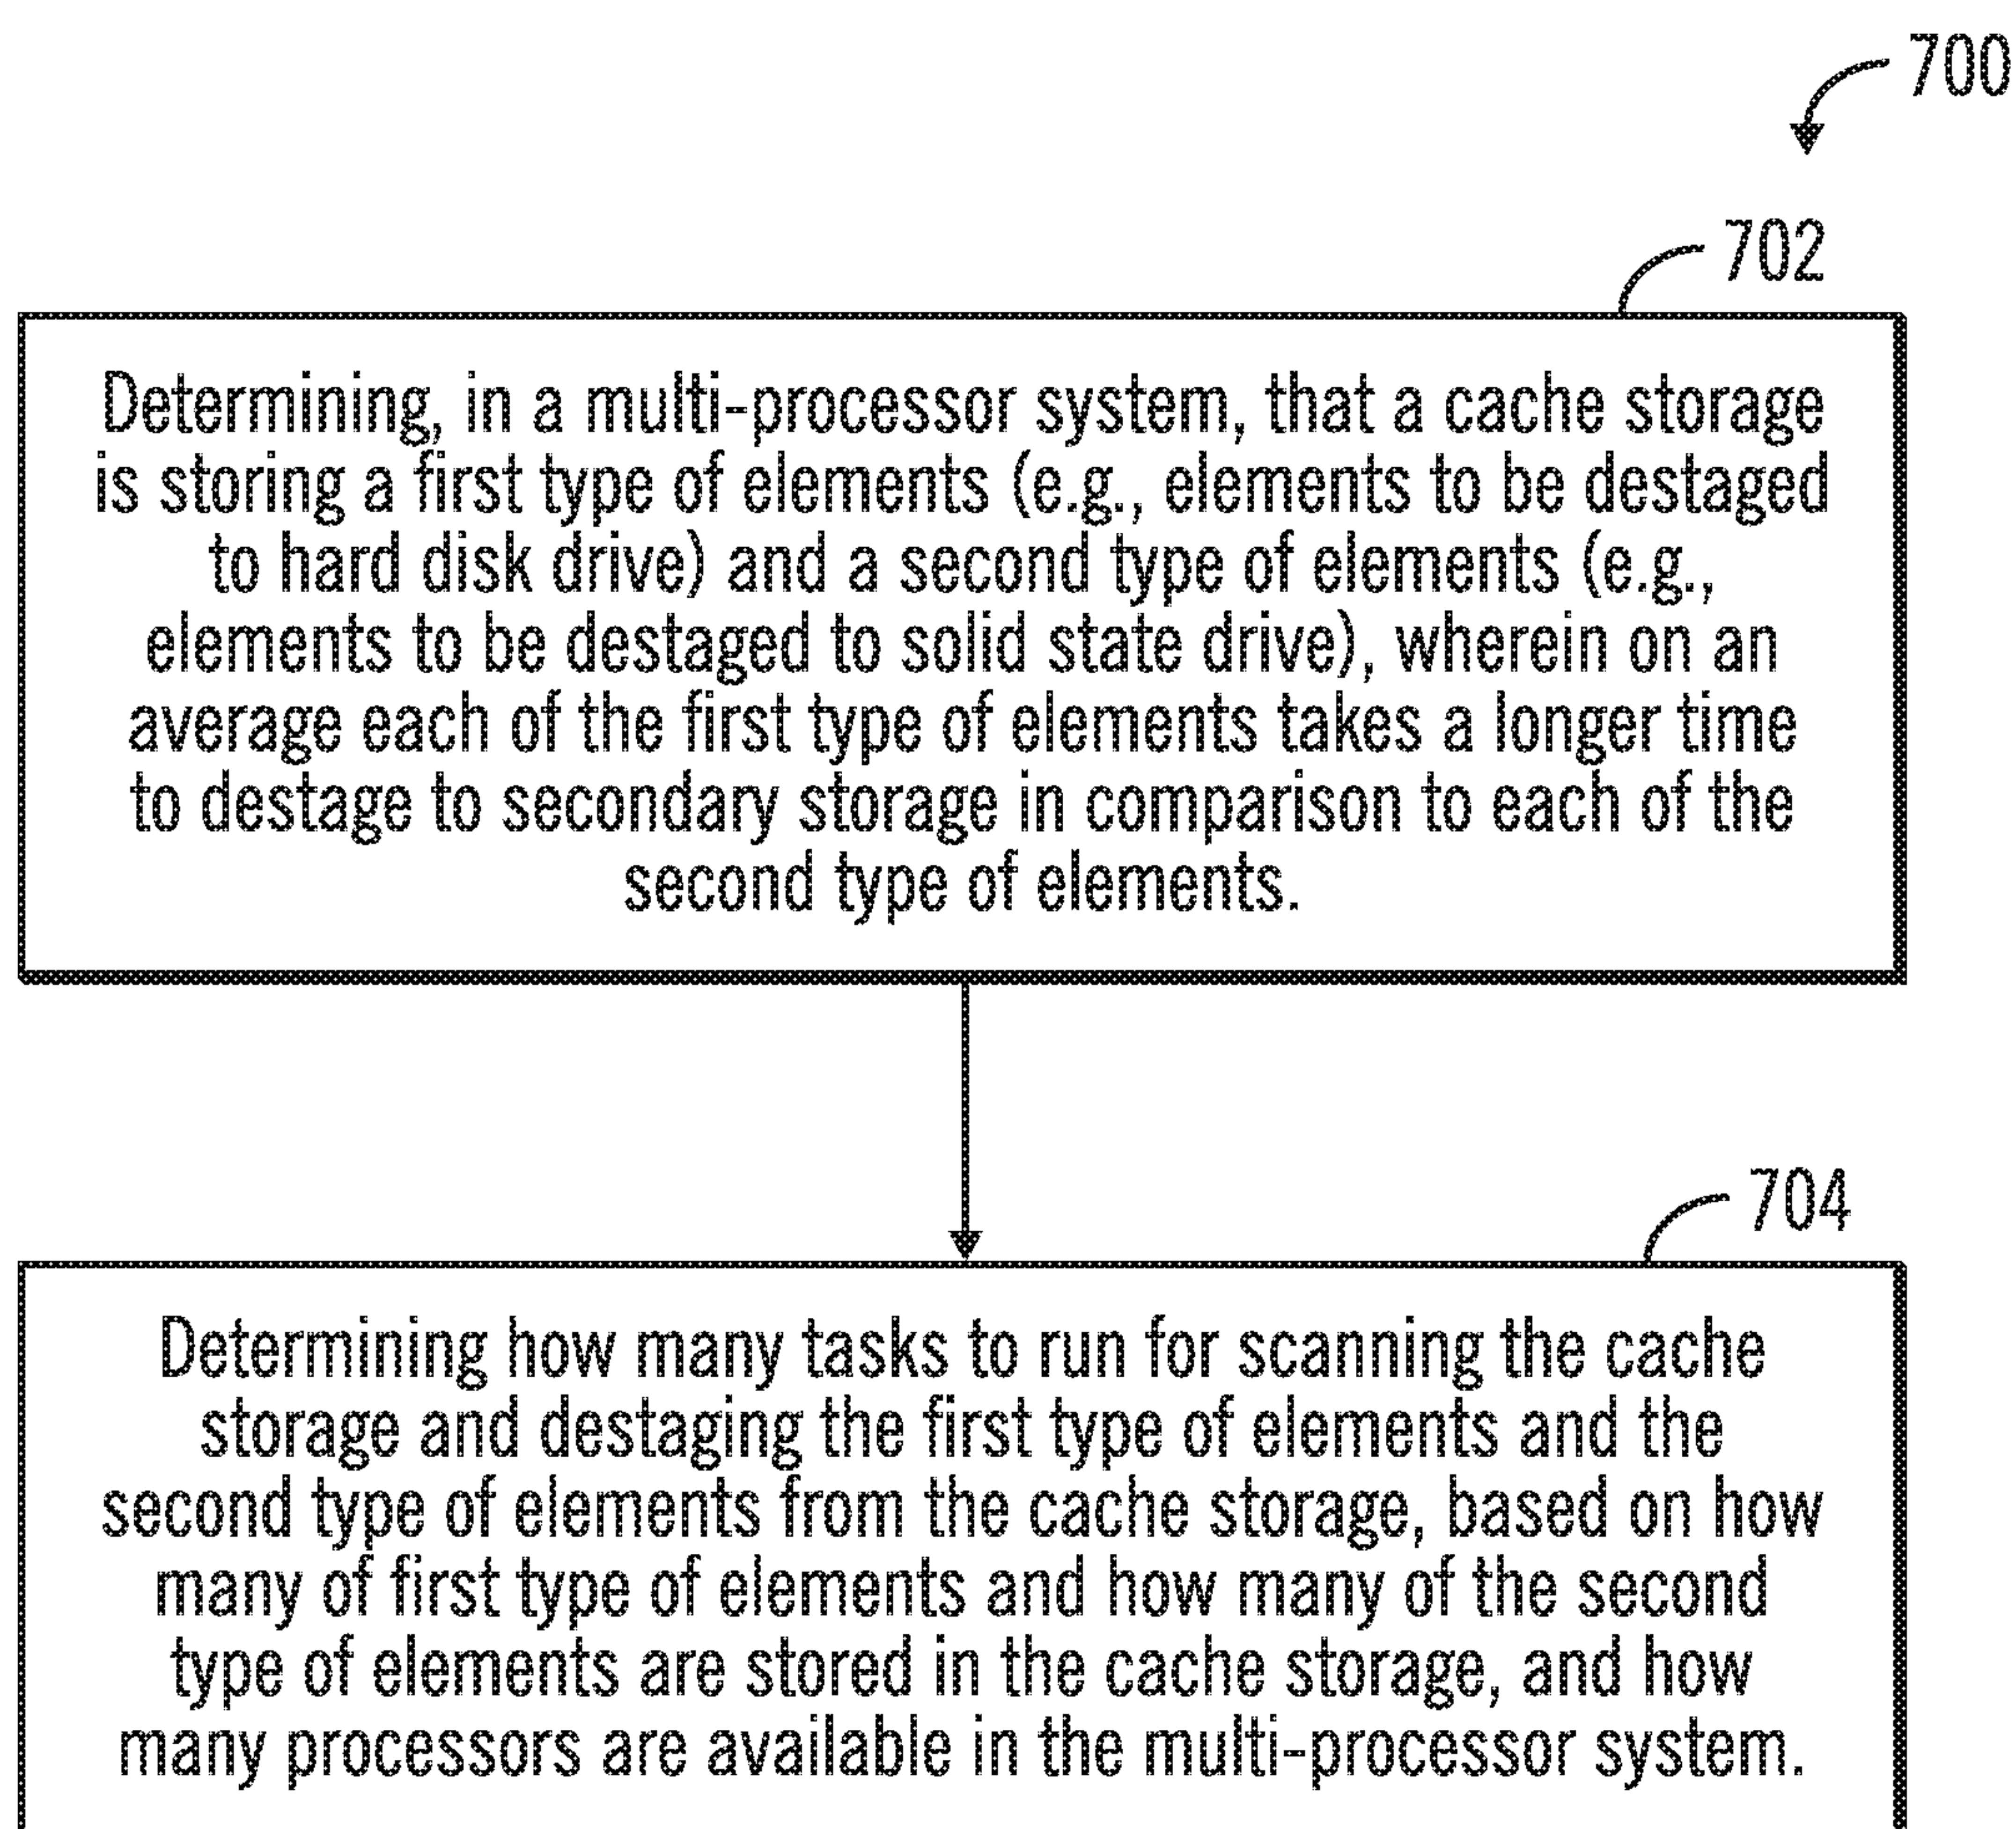 700
702
Determining, in a multi-processor system, that a cache storage
is storing a first type of elements (e.g., elements to be destaged
to hard disk drive) and a second type of elements (e.g.,
elements to be destaged to solid state drive), wherein on an
average each of the first type of elements takes a longer time
to destage to secondary storage in comparison to each of the
second type of elements.
704
Determining how many tasks to run for scanning the cache
storage and destaging the first type of elements and the
second type of elements from the cache storage, based on how
many of first type of elements and how many of the second
type of elements are stored in the cache storage, and how
many processors are available in the multi-processor system.